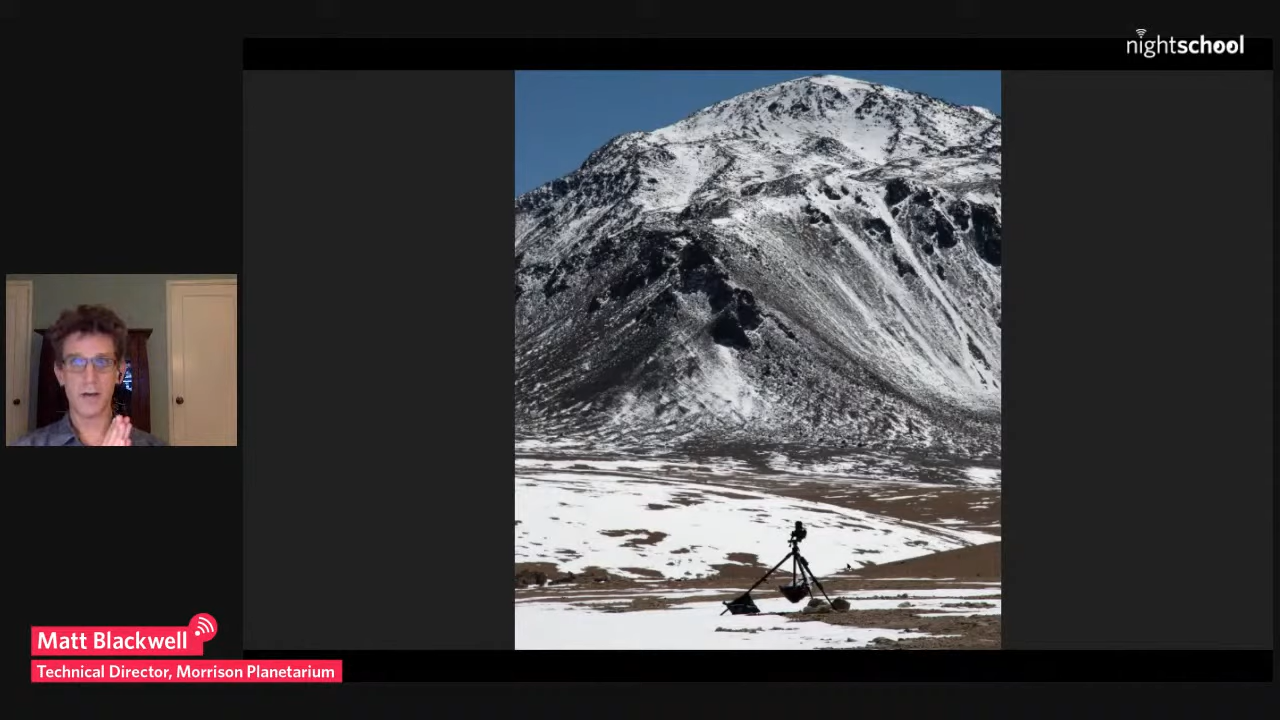 nightschool
Matt Blackwell
Technical Director, Morrison Planetarium